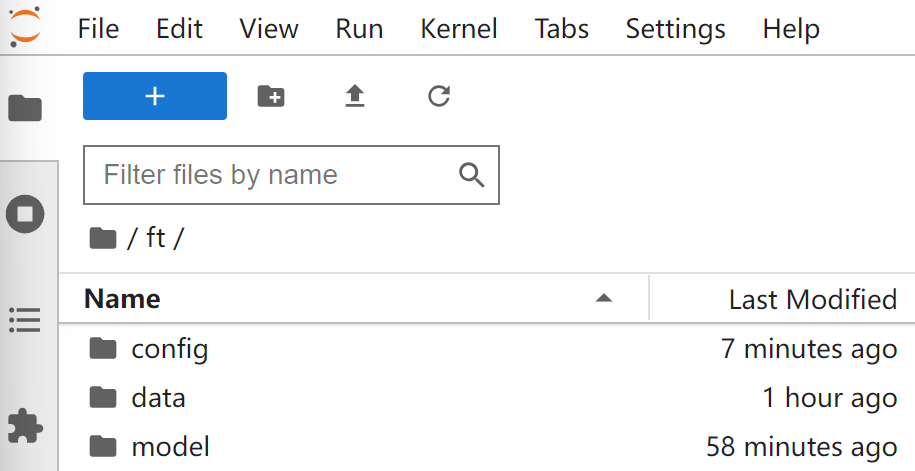 File Edit View Run Kernel Tabs Settings Help
Filter files by name
/ ft /
Name Last Modified
config 7 minutes ago
data 1 hour ago
model 58 minutes ago